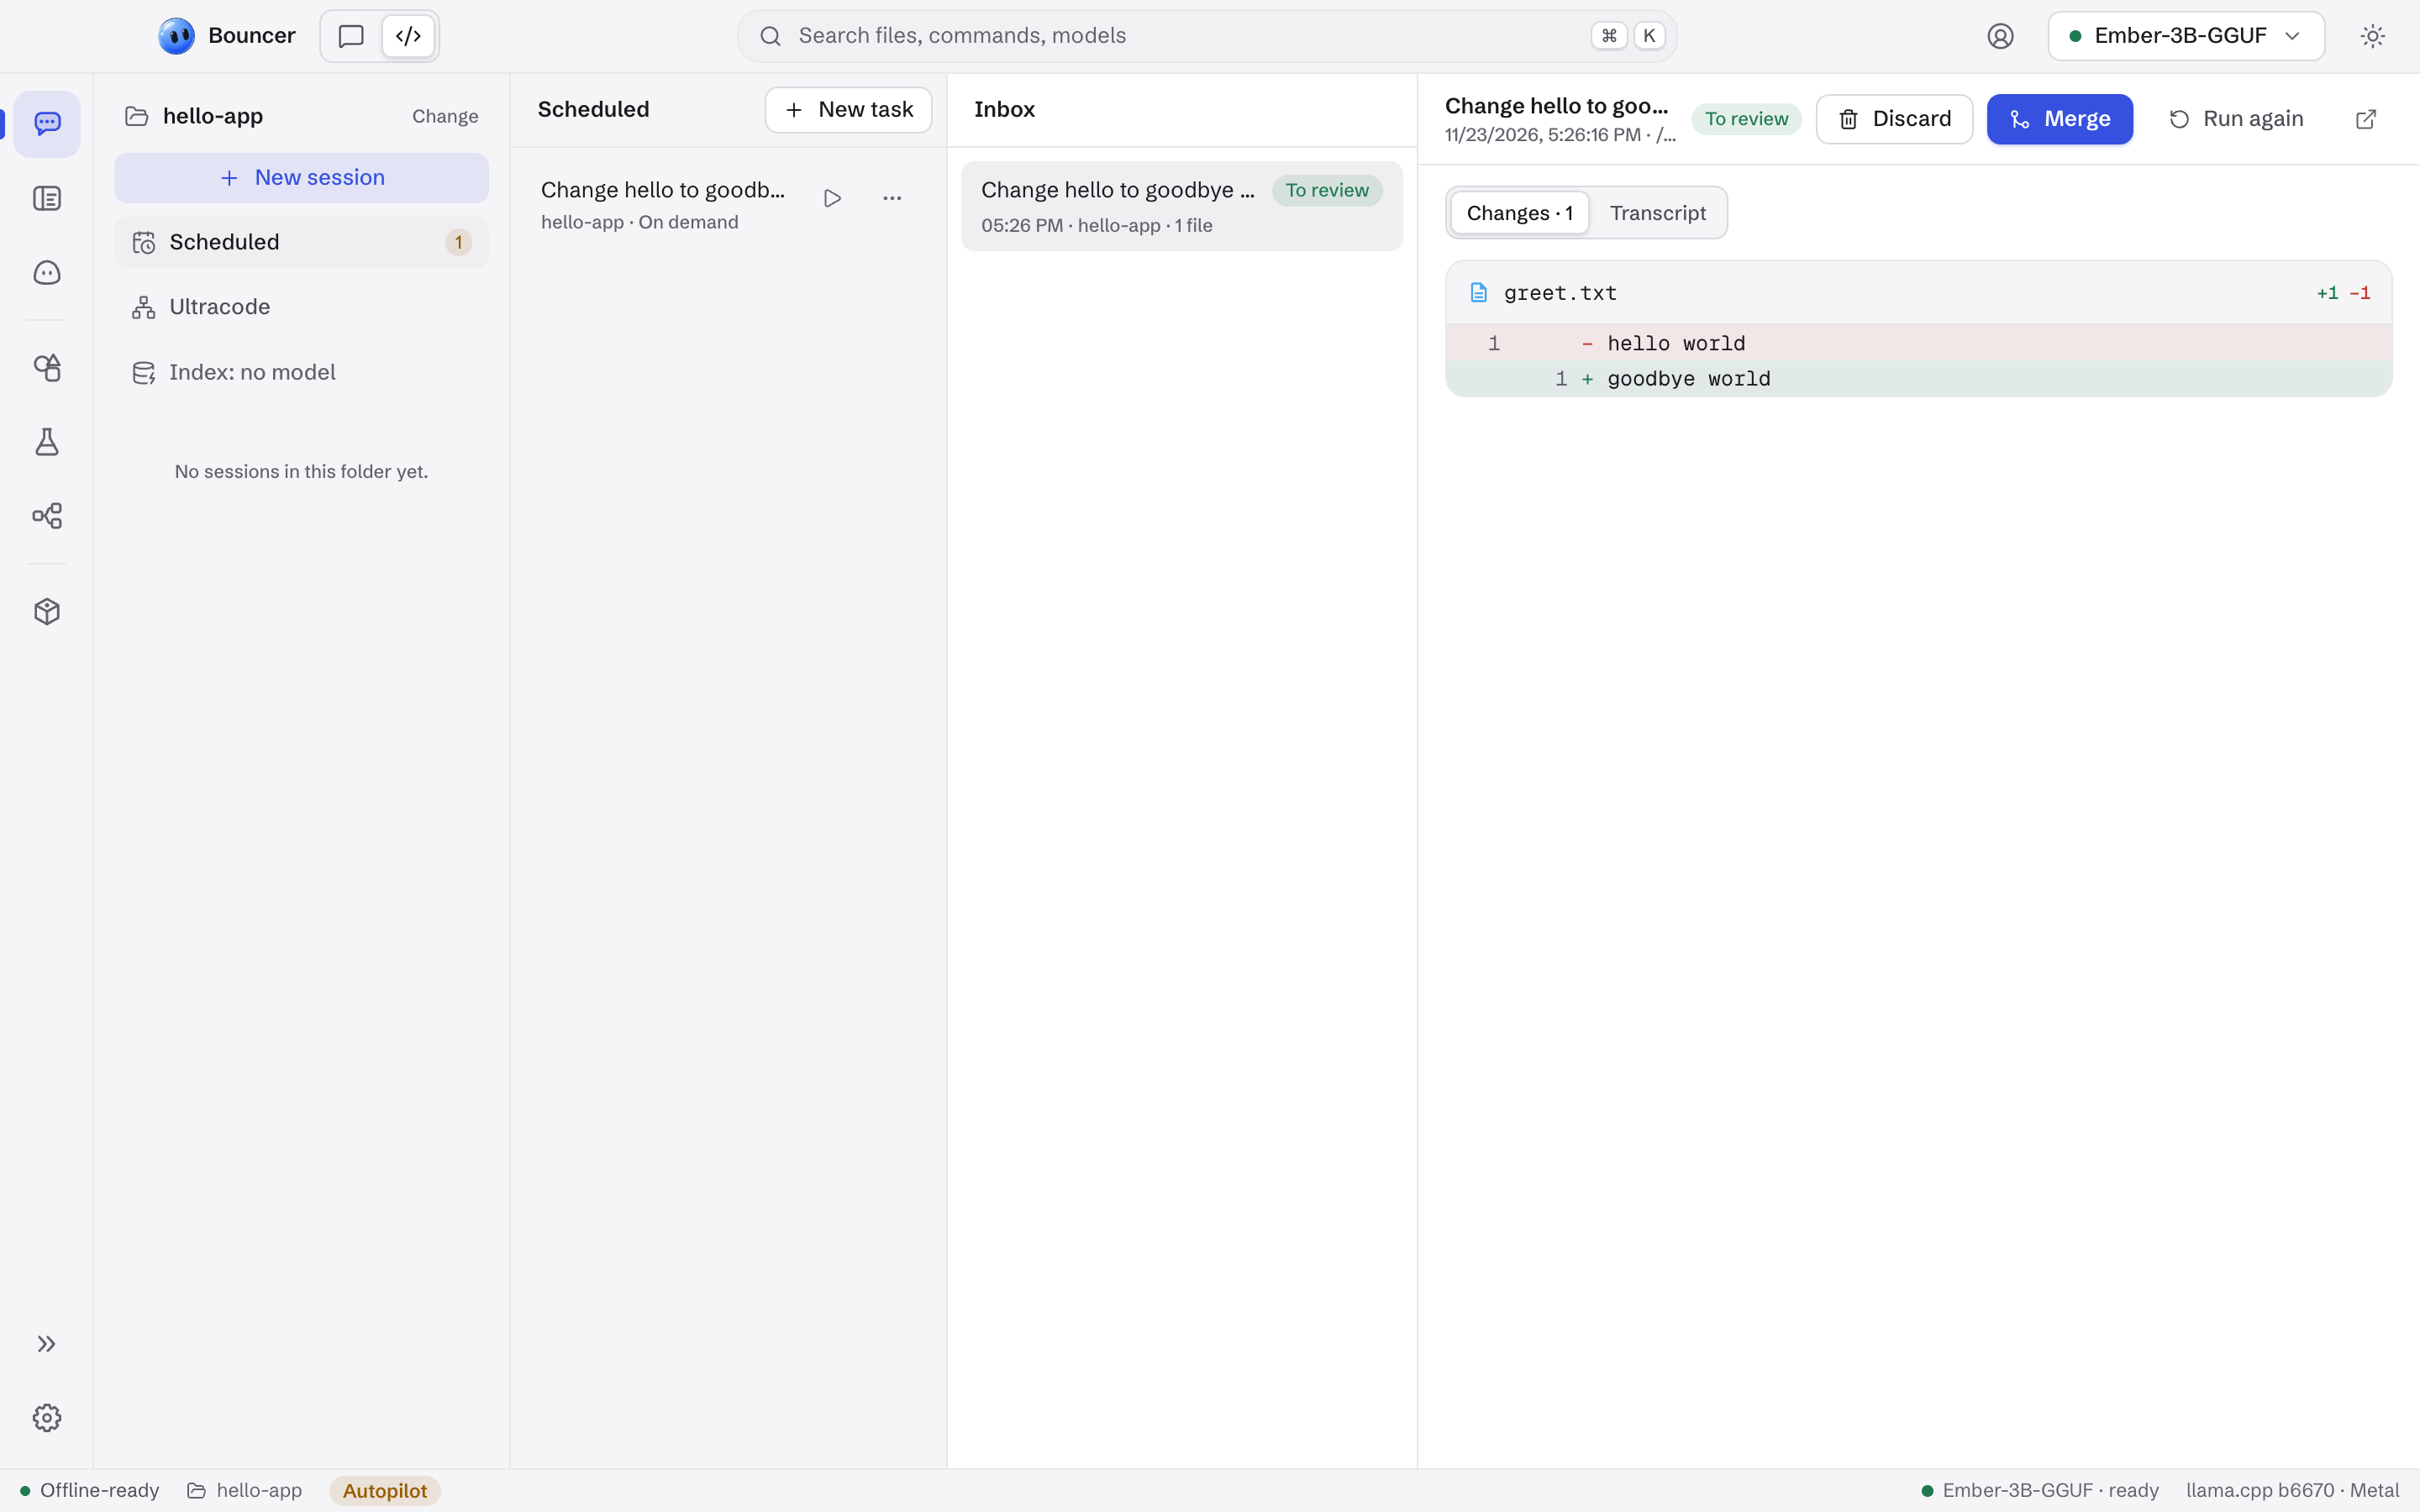 Bouncer
Search files, commands, models
⌘ K
Ember-3B-GGUF
hello-app
Change
New session
Scheduled
1
Ultracode
Index: no model
No sessions in this folder yet.
Scheduled
New task
Change hello to goodb...
hello-app · On demand
Inbox
Change hello to goodbye ...
To review
05:26 PM · hello-app · 1 file
Change hello to goo...
11/23/2026, 5:26:16 PM · /...
To review
Discard
Merge
Run again
Changes · 1
Transcript
greet.txt
+1 −1
1 − hello world
1 + goodbye world
Offline-ready
hello-app
Autopilot
Ember-3B-GGUF · ready
llama.cpp b6670 · Metal